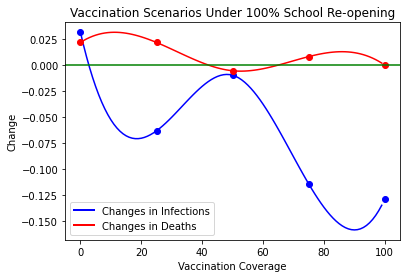 Vaccination Scenarios Under 100% School Re-opening
0.025
0.000
−0.025
−0.050
−0.075
−0.100
−0.125
−0.150
Change
Changes in Infections
Changes in Deaths
0 20 40 60 80 100
Vaccination Coverage